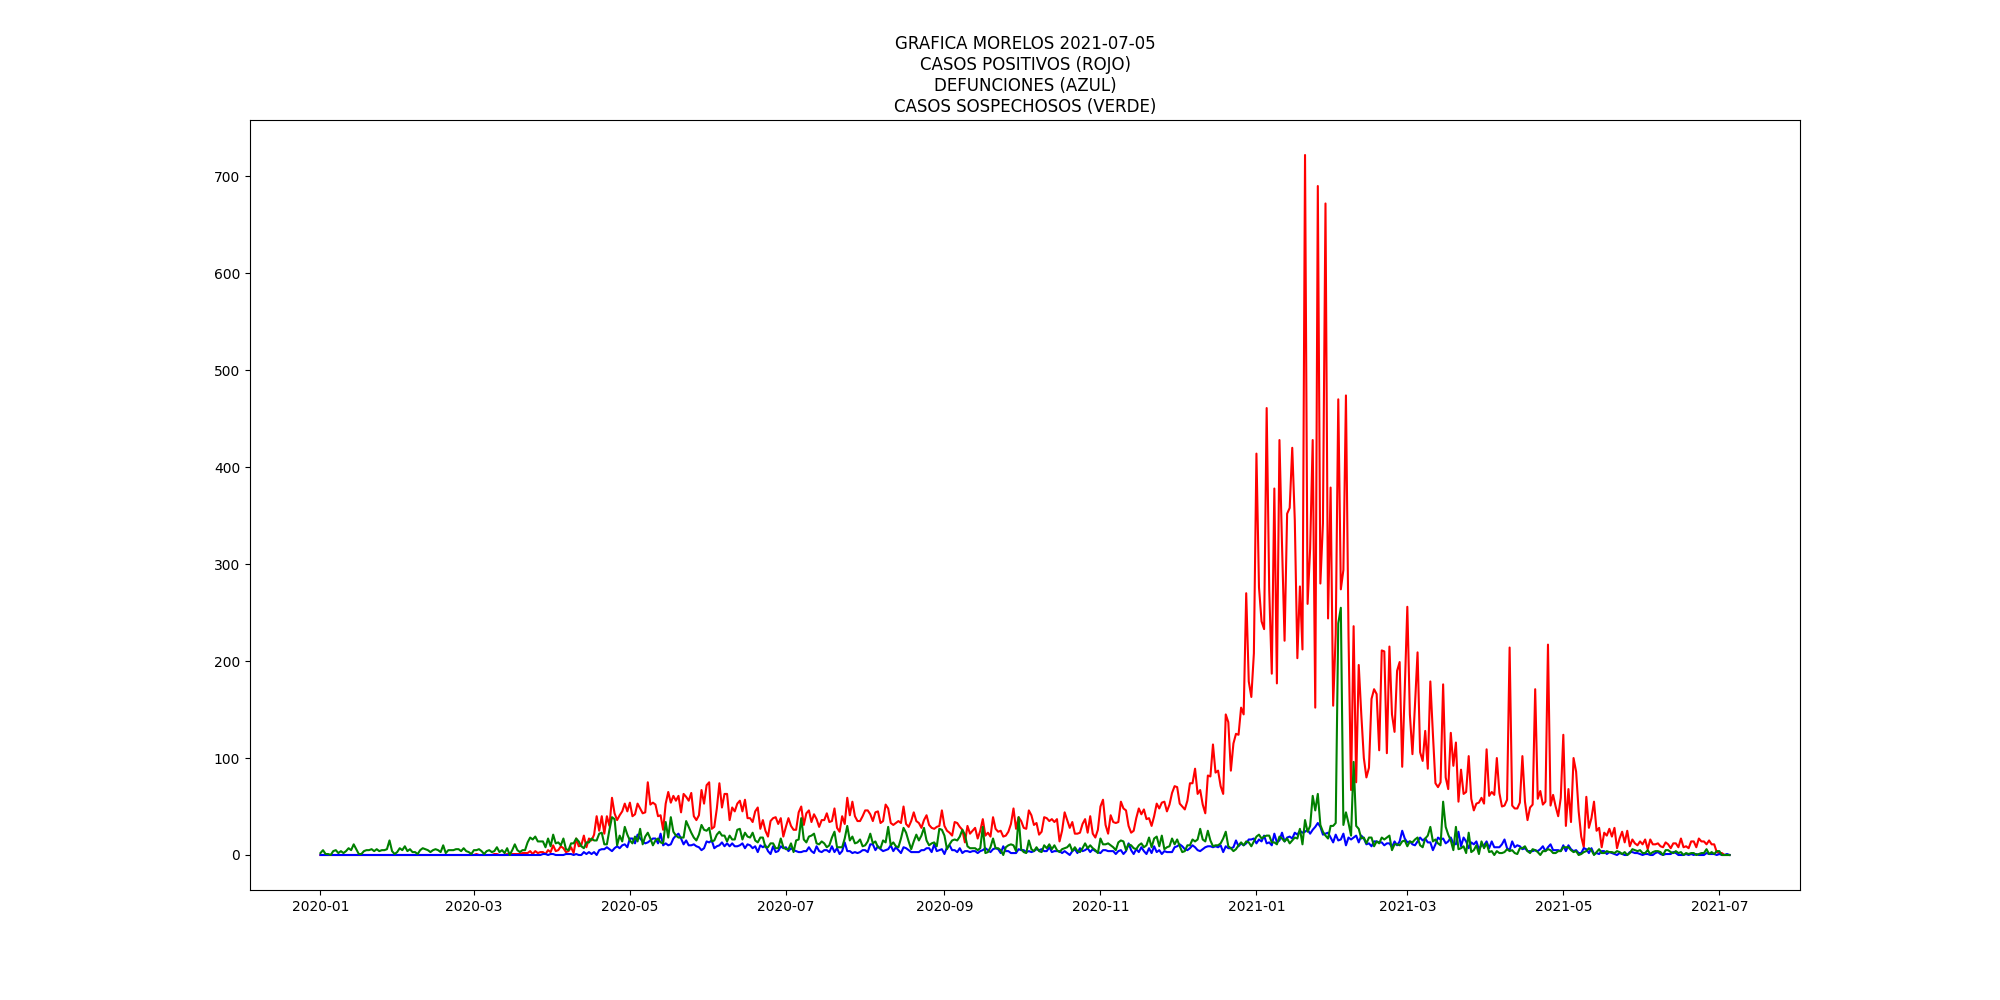 GRAFICA MORELOS 2021-07-05
CASOS POSITIVOS (ROJO)
DEFUNCIONES (AZUL)
CASOS SOSPECHOSOS (VERDE)
700
600
500
400
300
200
100
0
2020-01 2020-03 2020-05 2020-07 2020-09 2020-11 2021-01 2021-03 2021-05 2021-07